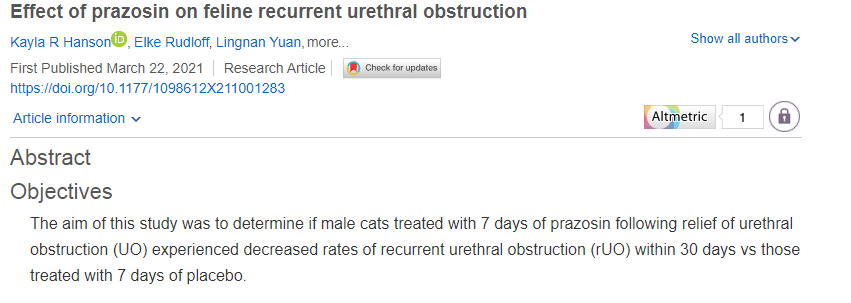 Effect of prazosin on feline recurrent urethral obstruction
Kayla R Hanson iD, Elke Rudloff, Lingnan Yuan, more...
Show all authors
First Published March 22, 2021 | Research Article | Check for updates
https://doi.org/10.1177/1098612X211001283
Article information
Altmetric 1
Abstract
Objectives
The aim of this study was to determine if male cats treated with 7 days of prazosin following relief of urethral
obstruction (UO) experienced decreased rates of recurrent urethral obstruction (rUO) within 30 days vs those
treated with 7 days of placebo.